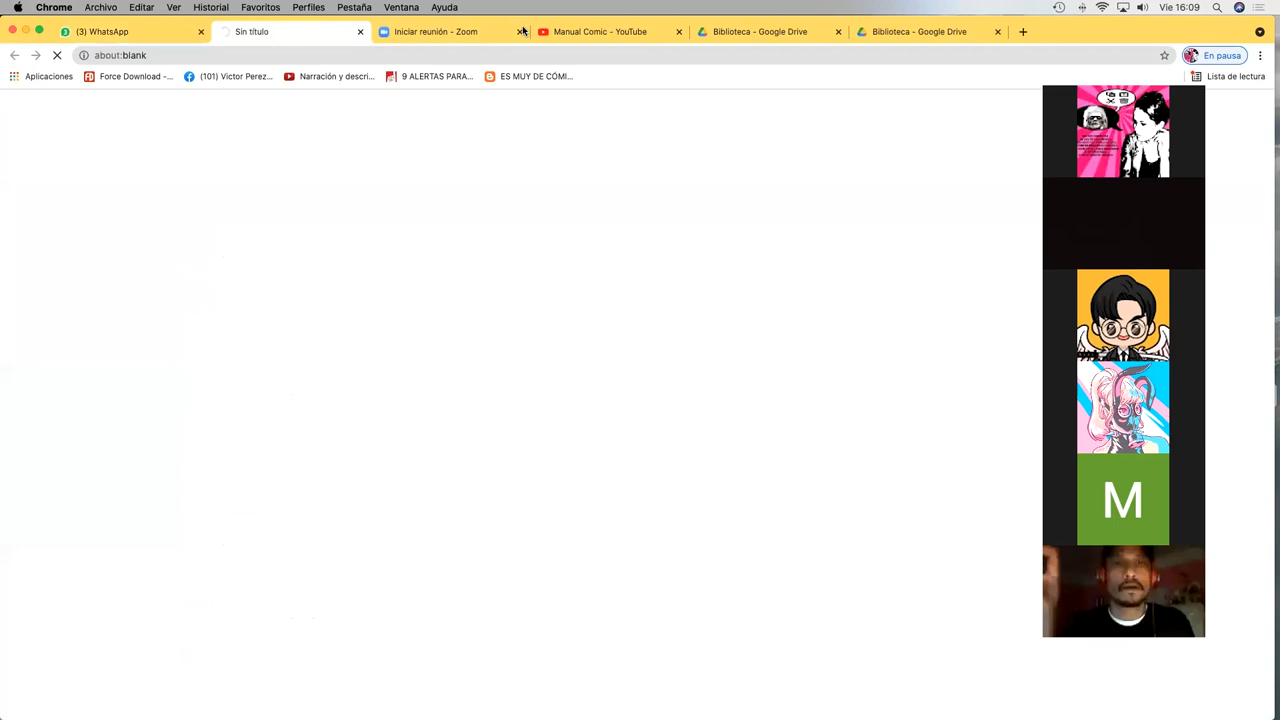 Chrome Archivo Editar Ver Historial Favoritos Perfiles Pestaña Ventana Ayuda Vie 16:09
(3) WhatsApp
Sin título
Iniciar reunión - Zoom
Manual Comic - YouTube
Biblioteca - Google Drive
Biblioteca - Google Drive
about:blank
En pausa
Aplicaciones
Force Download -...
(101) Victor Perez...
Narración y descri...
9 ALERTAS PARA...
ES MUY DE CÓMI...
Lista de lectura
M